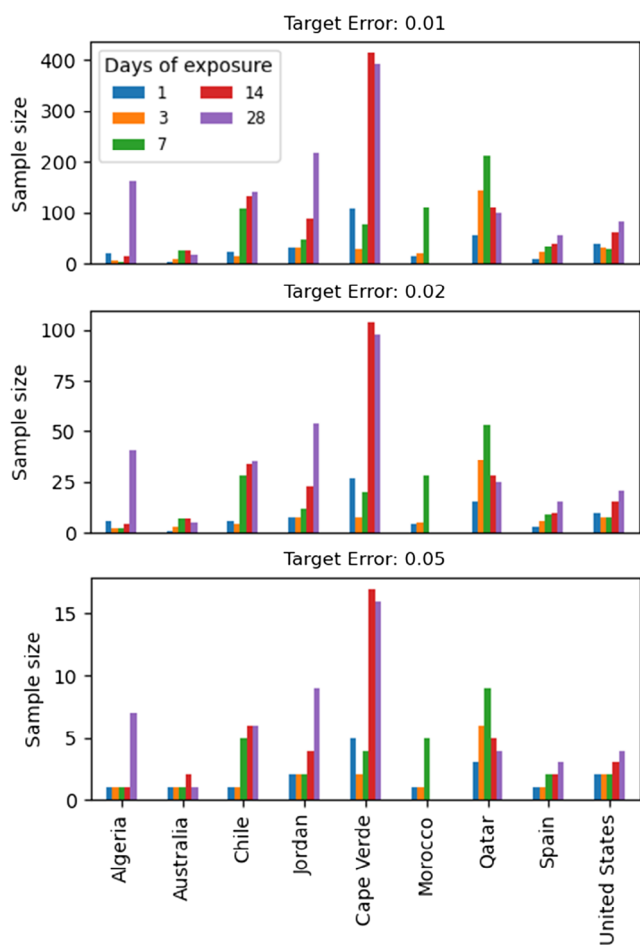 Target Error: 0.01
Sample size
400
300
200
100
0
Days of exposure
1
3
7
14
28
Target Error: 0.02
Sample size
100
75
50
25
0
Target Error: 0.05
Sample size
15
10
5
0
Algeria
Australia
Chile
Jordan
Cape Verde
Morocco
Qatar
Spain
United States